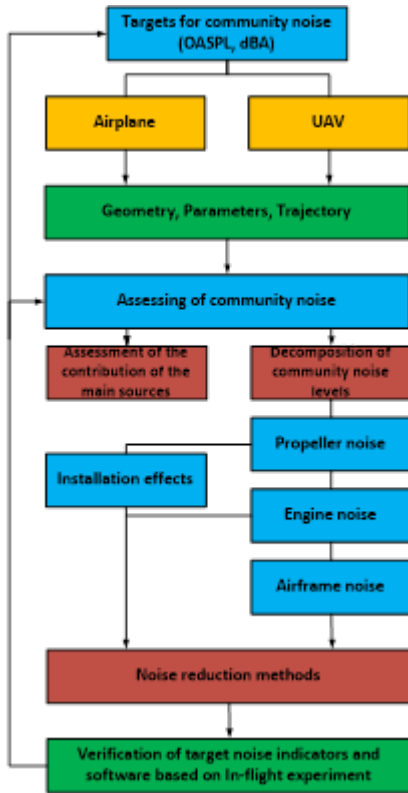 Targets for community noise
(OASPL, dBA)
Airplane
UAV
Geometry, Parameters, Trajectory
Assessing of community noise
Assessment of the
contribution of the
main sources
Decomposition of
community noise
levels
Propeller noise
Installation effects
Engine noise
Airframe noise
Noise reduction methods
Verification of target noise indicators and
software based on In-flight experiment